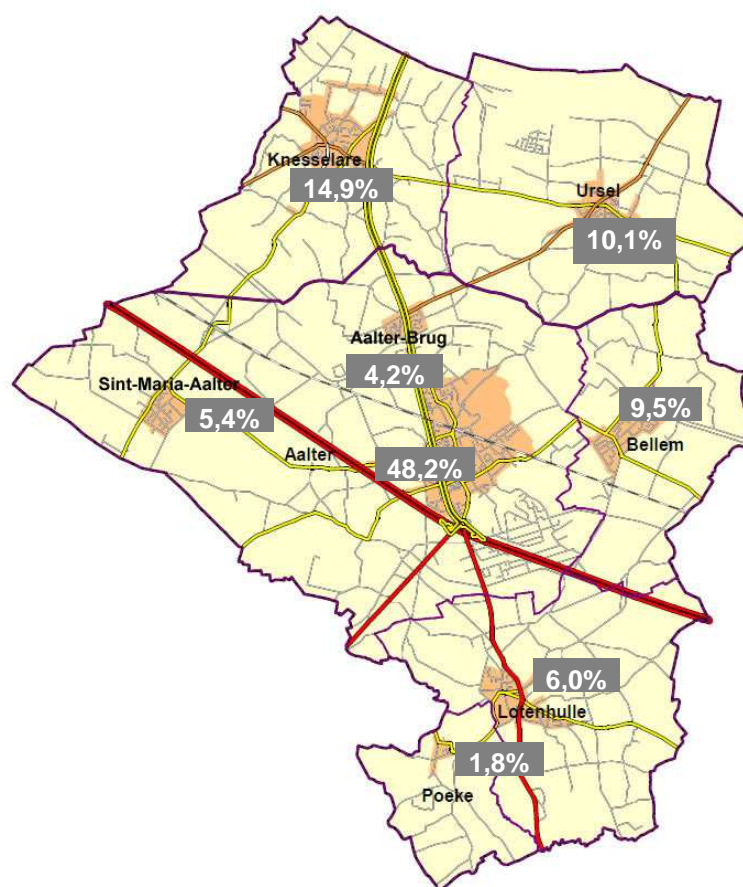 Knesselare
14,9%
Ursel
10,1%
Aalter-Brug
4,2%
Sint-Maria-Aalter
5,4%
9,5%
Bellem
Aalter
48,2%
6,0%
Lotenhulle
1,8%
Poeke